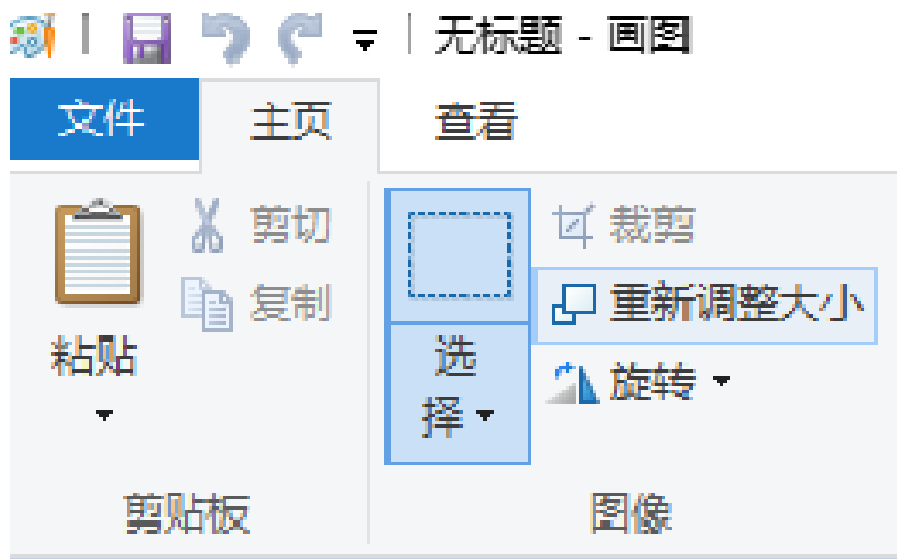 无标题 - 画图
文件 主页 查看
剪切
复制
粘贴
剪贴板
选
择
裁剪
重新调整大小
旋转
图像